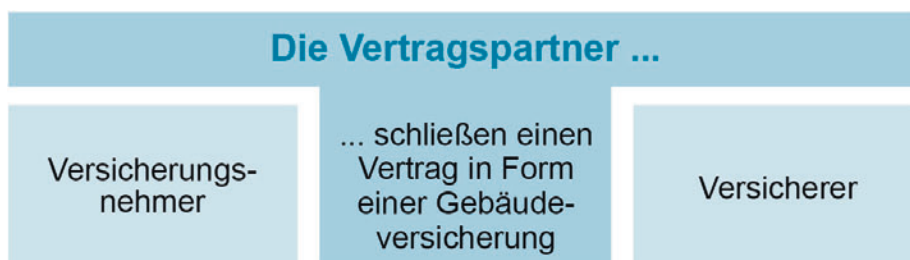 Die Vertragspartner ...
Versicherungs-
nehmer
... schließen einen
Vertrag in Form
einer Gebäude-
versicherung
Versicherer